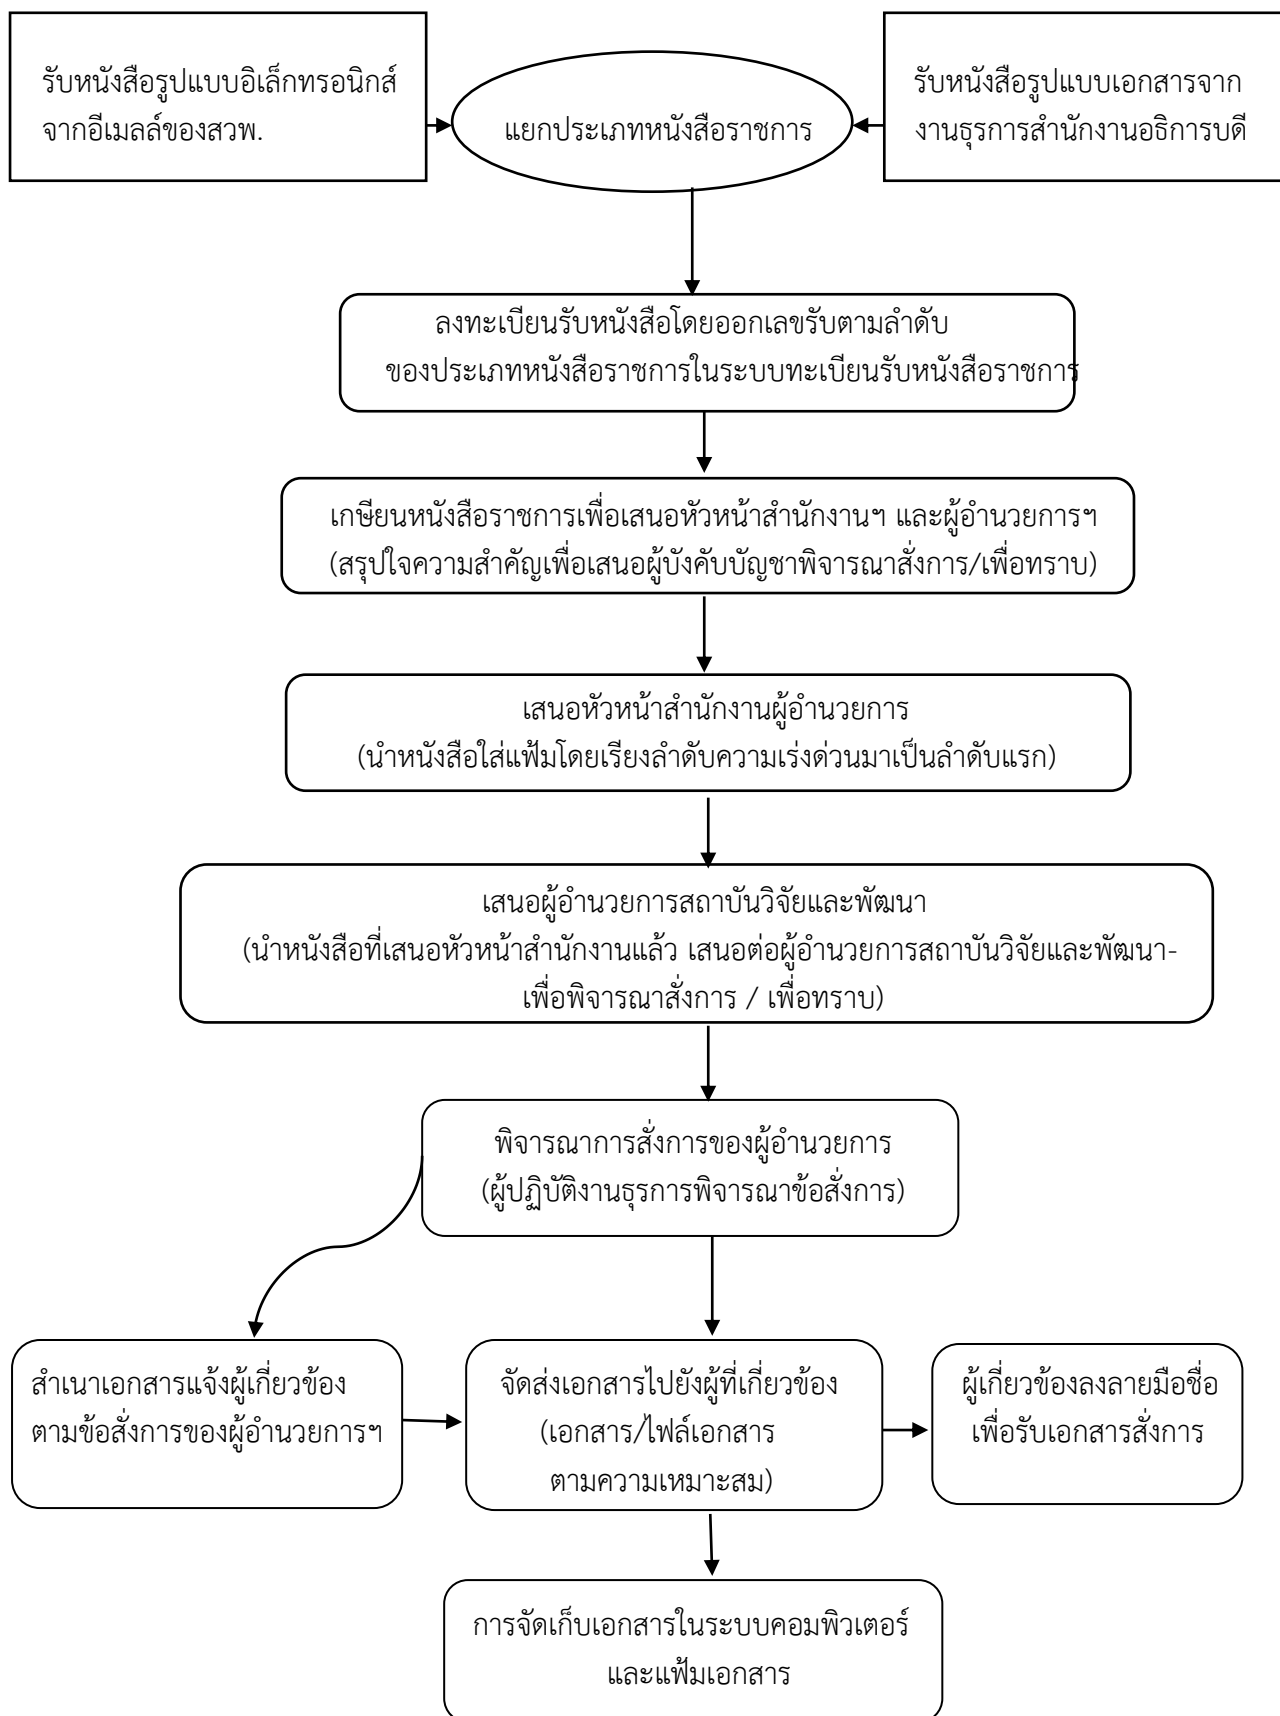 รับหนังสือรูปแบบอิเล็กทรอนิกส์
จากอีเมลล์ของสวพ.
แยกประเภทหนังสือราชการ
รับหนังสือรูปแบบเอกสารจาก
งานธุรการสำนักงานอธิการบดี
ลงทะเบียนรับหนังสือโดยออกเลขรับตามลำดับ
ของประเภทหนังสือราชการในระบบทะเบียนรับหนังสือราชการ
เกษียนหนังสือราชการเพื่อเสนอหัวหน้าสำนักงานฯ และผู้อำนวยการฯ
(สรุปใจความสำคัญเพื่อเสนอผู้บังคับบัญชาพิจารณาสั่งการ/เพื่อทราบ)
เสนอหัวหน้าสำนักงานผู้อำนวยการ
(นำหนังสือใส่แฟ้มโดยเรียงลำดับความเร่งด่วนมาเป็นลำดับแรก)
เสนอผู้อำนวยการสถาบันวิจัยและพัฒนา
(นำหนังสือที่เสนอหัวหน้าสำนักงานแล้ว เสนอต่อผู้อำนวยการสถาบันวิจัยและพัฒนา-
เพื่อพิจารณาสั่งการ / เพื่อทราบ)
พิจารณาการสั่งการของผู้อำนวยการ
(ผู้ปฏิบัติงานธุรการพิจารณาข้อสั่งการ)
สำเนาเอกสารแจ้งผู้เกี่ยวข้อง
ตามข้อสั่งการของผู้อำนวยการฯ
จัดส่งเอกสารไปยังผู้ที่เกี่ยวข้อง
(เอกสาร/ไฟล์เอกสาร
ตามความเหมาะสม)
ผู้เกี่ยวข้องลงลายมือชื่อ
เพื่อรับเอกสารสั่งการ
การจัดเก็บเอกสารในระบบคอมพิวเตอร์
และแฟ้มเอกสาร